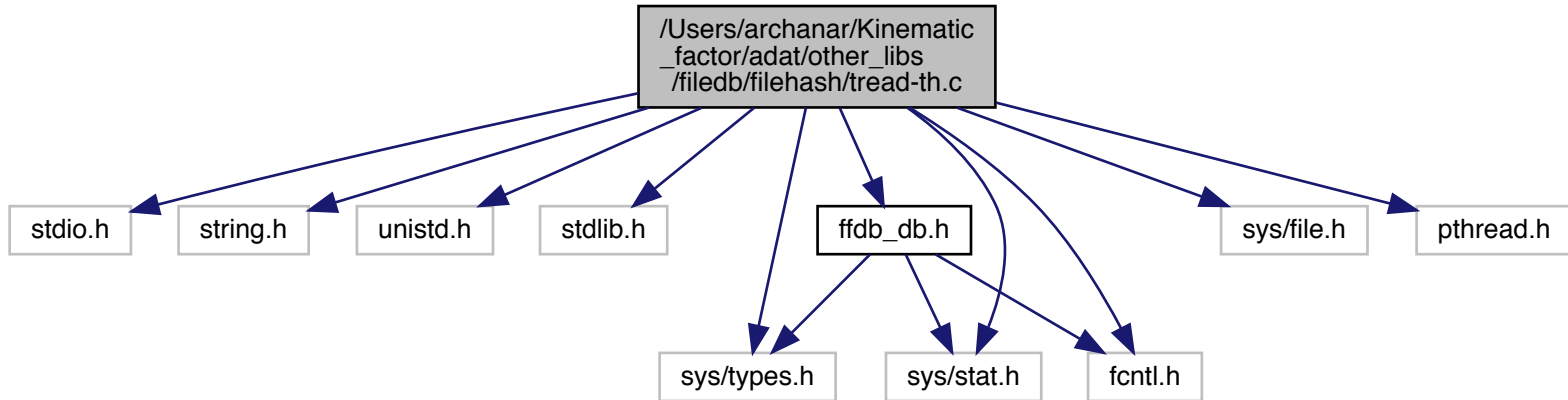 /Users/archanar/Kinematic
_factor/adat/other_libs
/filedb/filehash/tread-th.c
stdio.h
string.h
unistd.h
stdlib.h
ffdb_db.h
sys/file.h
pthread.h
sys/types.h
sys/stat.h
fcntl.h